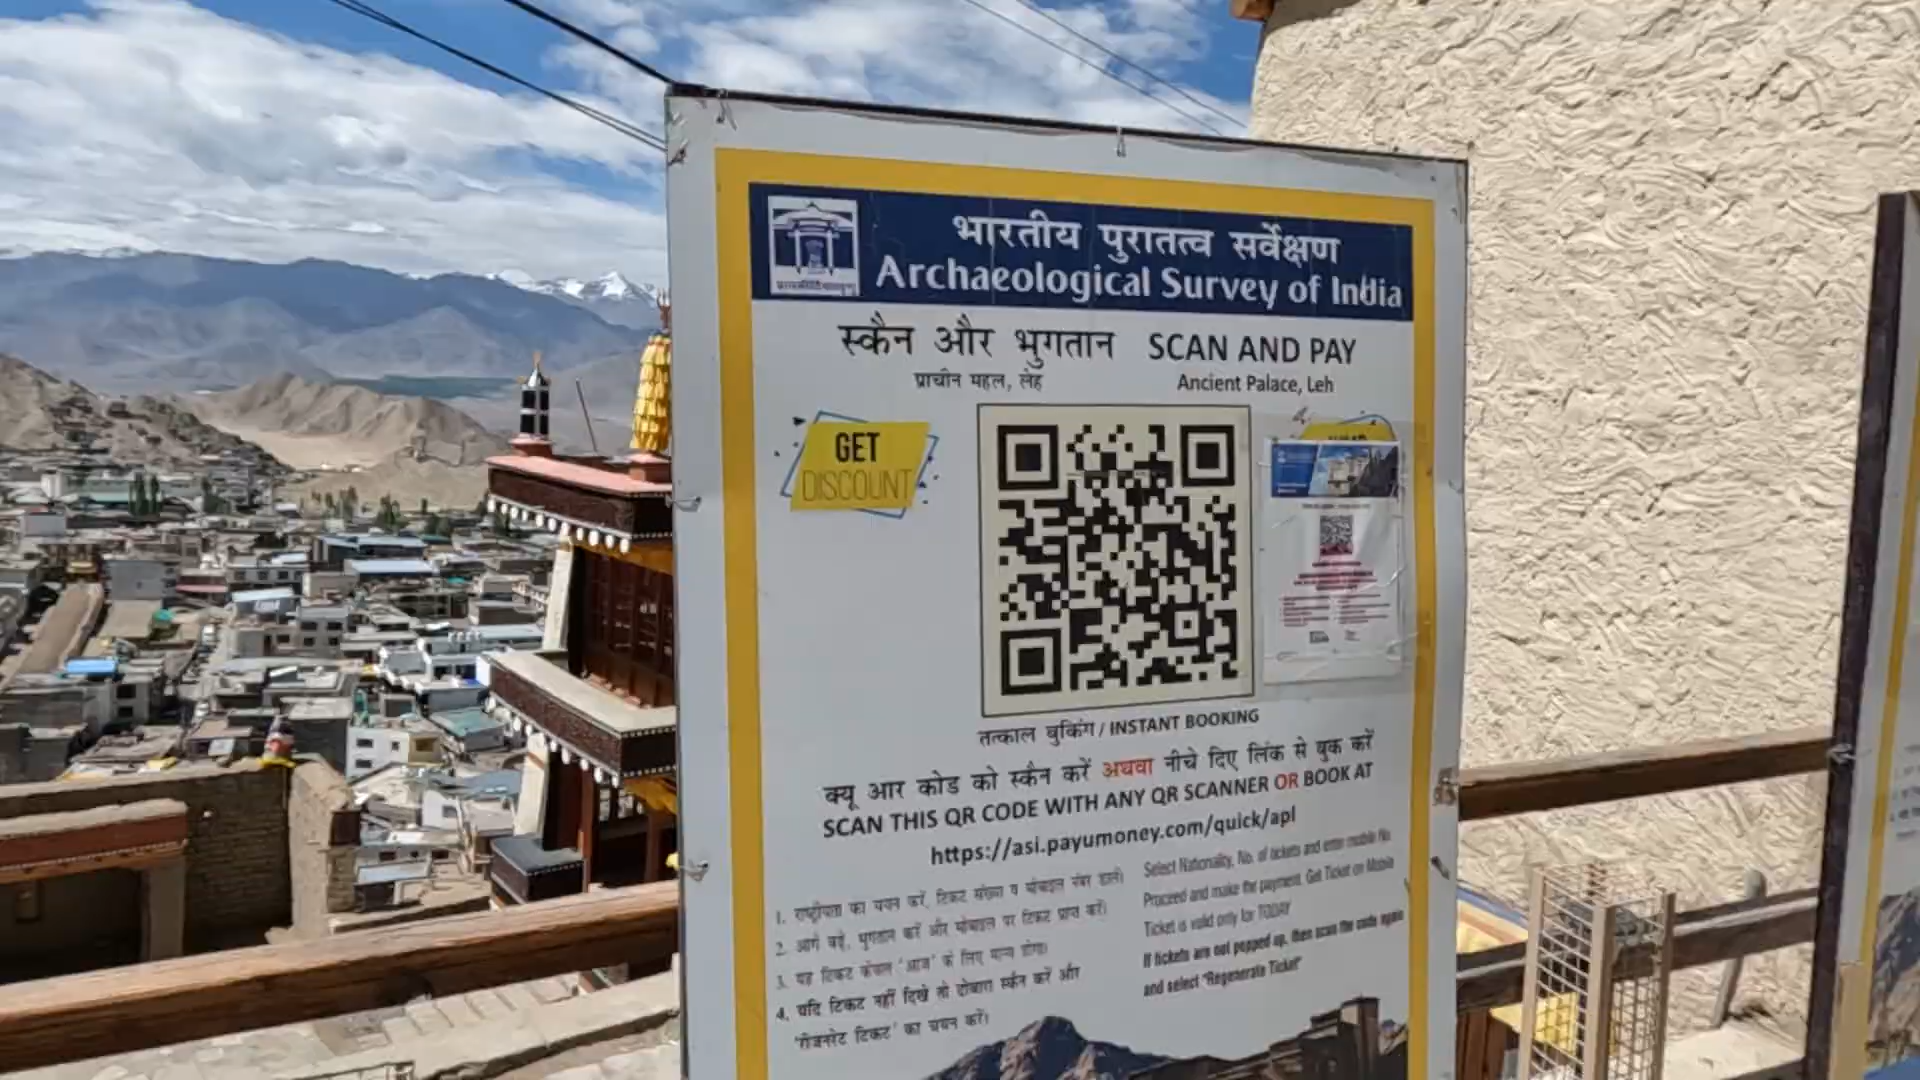 भारतीय पुरातत्व सर्वेक्षण
Archaeological Survey of India
स्कैन और भुगतान SCAN AND PAY
प्राचीन महल, लेह Ancient Palace, Leh
GET
DISCOUNT
तत्काल बुकिंग / INSTANT BOOKING
क्यू आर कोड को स्कैन करें अथवा नीचे दिए लिंक से बुक करें
SCAN THIS QR CODE WITH ANY QR SCANNER OR BOOK AT
https://asi.payumoney.com/quick/apl
1. राष्ट्रीयता का चयन करें, टिकट संख्या व मोबाइल नंबर डालें।
2. आगे बढ़ें, भुगतान करें और मोबाइल पर टिकट प्राप्त करें।
3. यह टिकट केवल 'आज' के लिए मान्य होगा।
4. यदि टिकट नहीं दिखे तो दोबारा स्कैन करें और
'रीजनरेट टिकट' का चयन करें।
Select Nationality, No. of tickets and enter mobile No.
Proceed and make the payment. Get Ticket on Mobile
Ticket is valid only for TODAY
If tickets are not popped up, then scan the code again
and select "Regenerate Ticket"